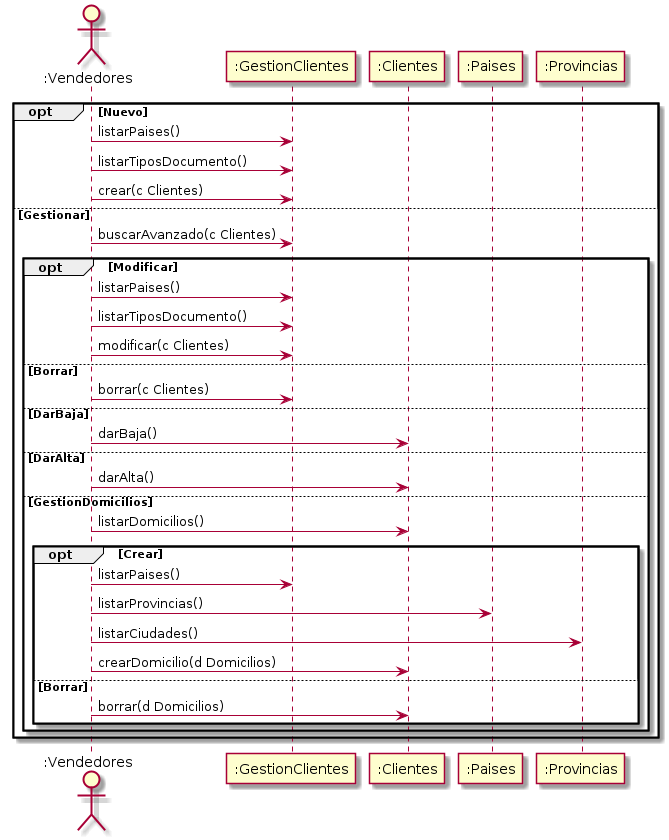 :Vendedores
:GestionClientes
:Clientes
:Paises
:Provincias
opt
[Nuevo]
listarPaises()
listarTiposDocumento()
crear(c Clientes)
[Gestionar]
buscarAvanzado(c Clientes)
opt
[Modificar]
listarPaises()
listarTiposDocumento()
modificar(c Clientes)
[Borrar]
borrar(c Clientes)
[DarBaja]
darBaja()
[DarAlta]
darAlta()
[GestionDomicilios]
listarDomicilios()
opt
[Crear]
listarPaises()
listarProvincias()
listarCiudades()
crearDomicilio(d Domicilios)
[Borrar]
borrar(d Domicilios)
:Vendedores
:GestionClientes
:Clientes
:Paises
:Provincias